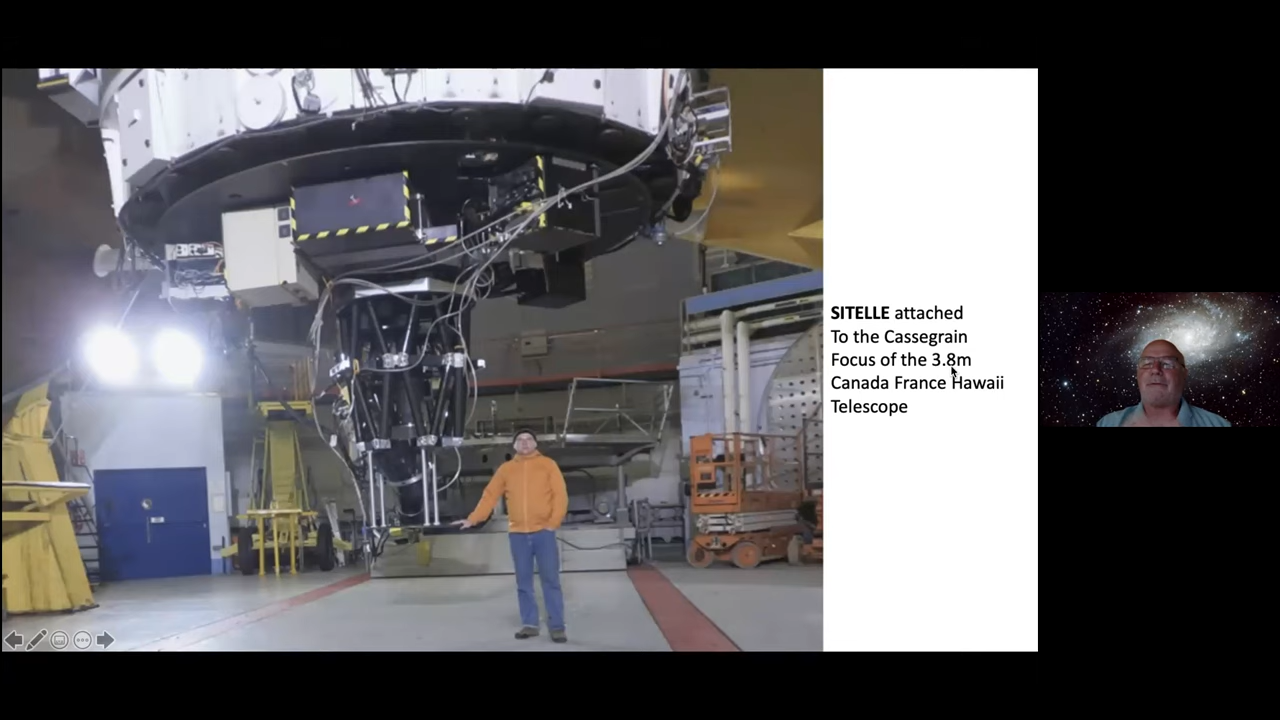 SITELLE attached
To the Cassegrain
Focus of the 3.8m
Canada France Hawaii
Telescope